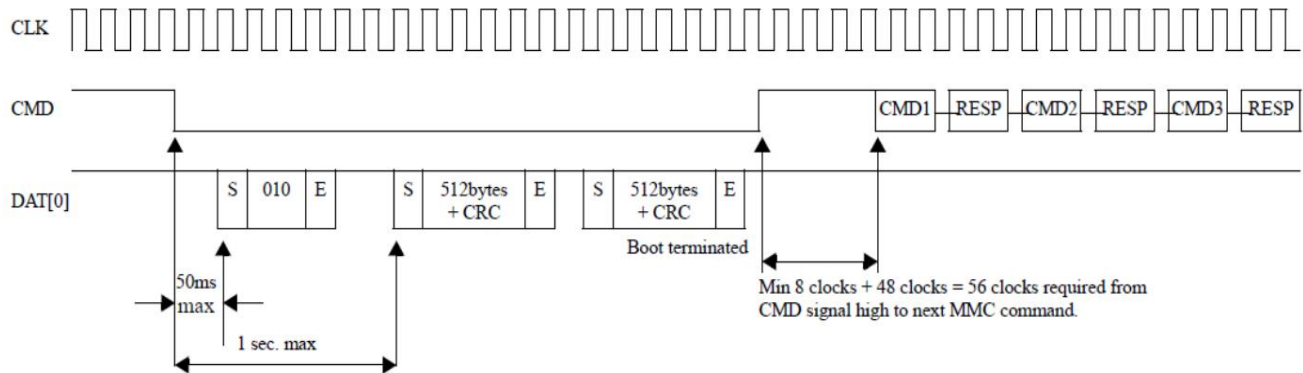 CLK
CMD
CMD1 RESP CMD2 RESP CMD3 RESP
DAT[0]
S 010 E S 512bytes E S 512bytes E
+ CRC + CRC
Boot terminated
50ms
max
Min 8 clocks + 48 clocks = 56 clocks required from
CMD signal high to next MMC command.
1 sec. max